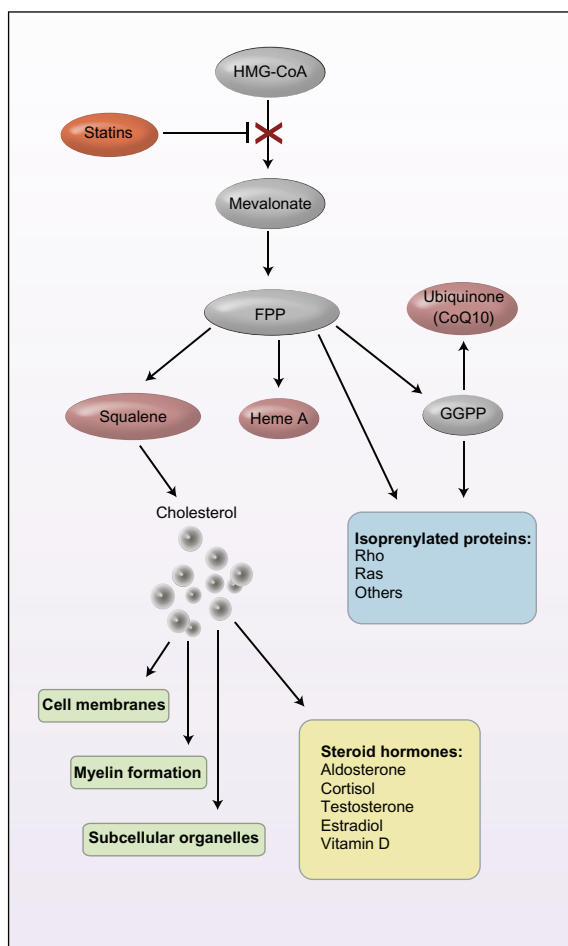 HMG-CoA
Statins
Mevalonate
FPP
Ubiquinone
(CoQ10)
Squalene
Heme A
GGPP
Cholesterol
Isoprenylated proteins:
Rho
Ras
Others
Cell membranes
Myelin formation
Subcellular organelles
Steroid hormones:
Aldosterone
Cortisol
Testosterone
Estradiol
Vitamin D